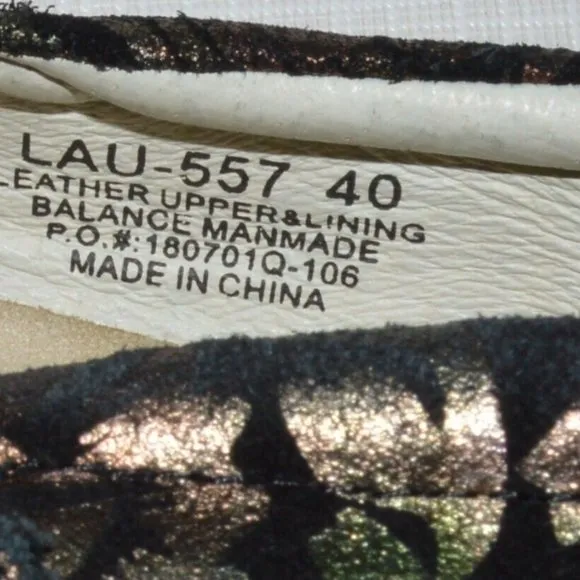 LAU-557 40
LEATHER UPPER&LINING
BALANCE MANMADE
P.O.#:180701Q-106
MADE IN CHINA